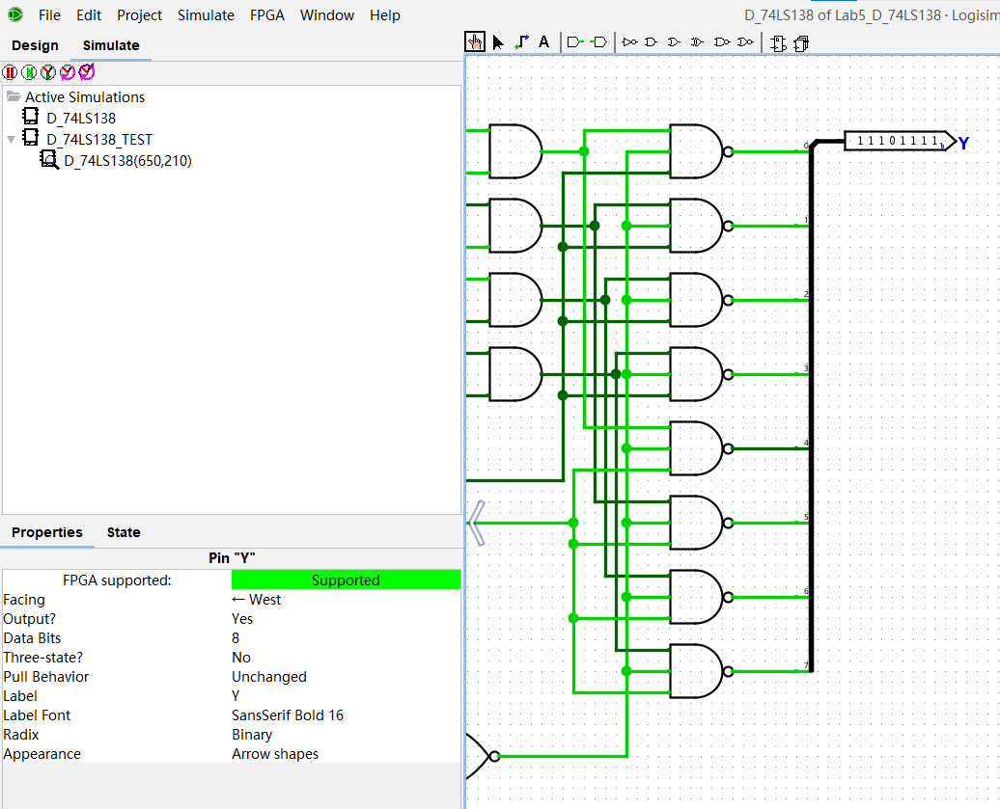 File Edit Project Simulate FPGA Window Help
D_74LS138 of Lab5_D_74LS138 · Logisim
Design Simulate
A
Active Simulations
D_74LS138
D_74LS138_TEST
D_74LS138(650,210)
Properties State
Pin "Y"
FPGA supported: Supported
Facing ← West
Output? Yes
Data Bits 8
Three-state? No
Pull Behavior Unchanged
Label Y
Label Font SansSerif Bold 16
Radix Binary
Appearance Arrow shapes
11101111b Y
0
1
2
3
4
5
6
7